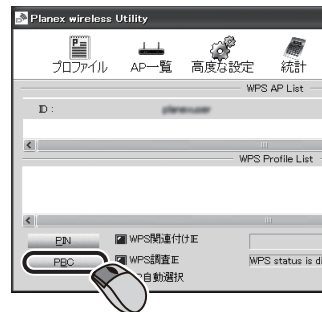 Planex wireless Utility
プロファイル AP一覧 高度な設定 統計
WPS AP List
ID :
WPS Profile List
PIN WPS関連付けIE
PBC WPS調査IE WPS status is di
自動選択